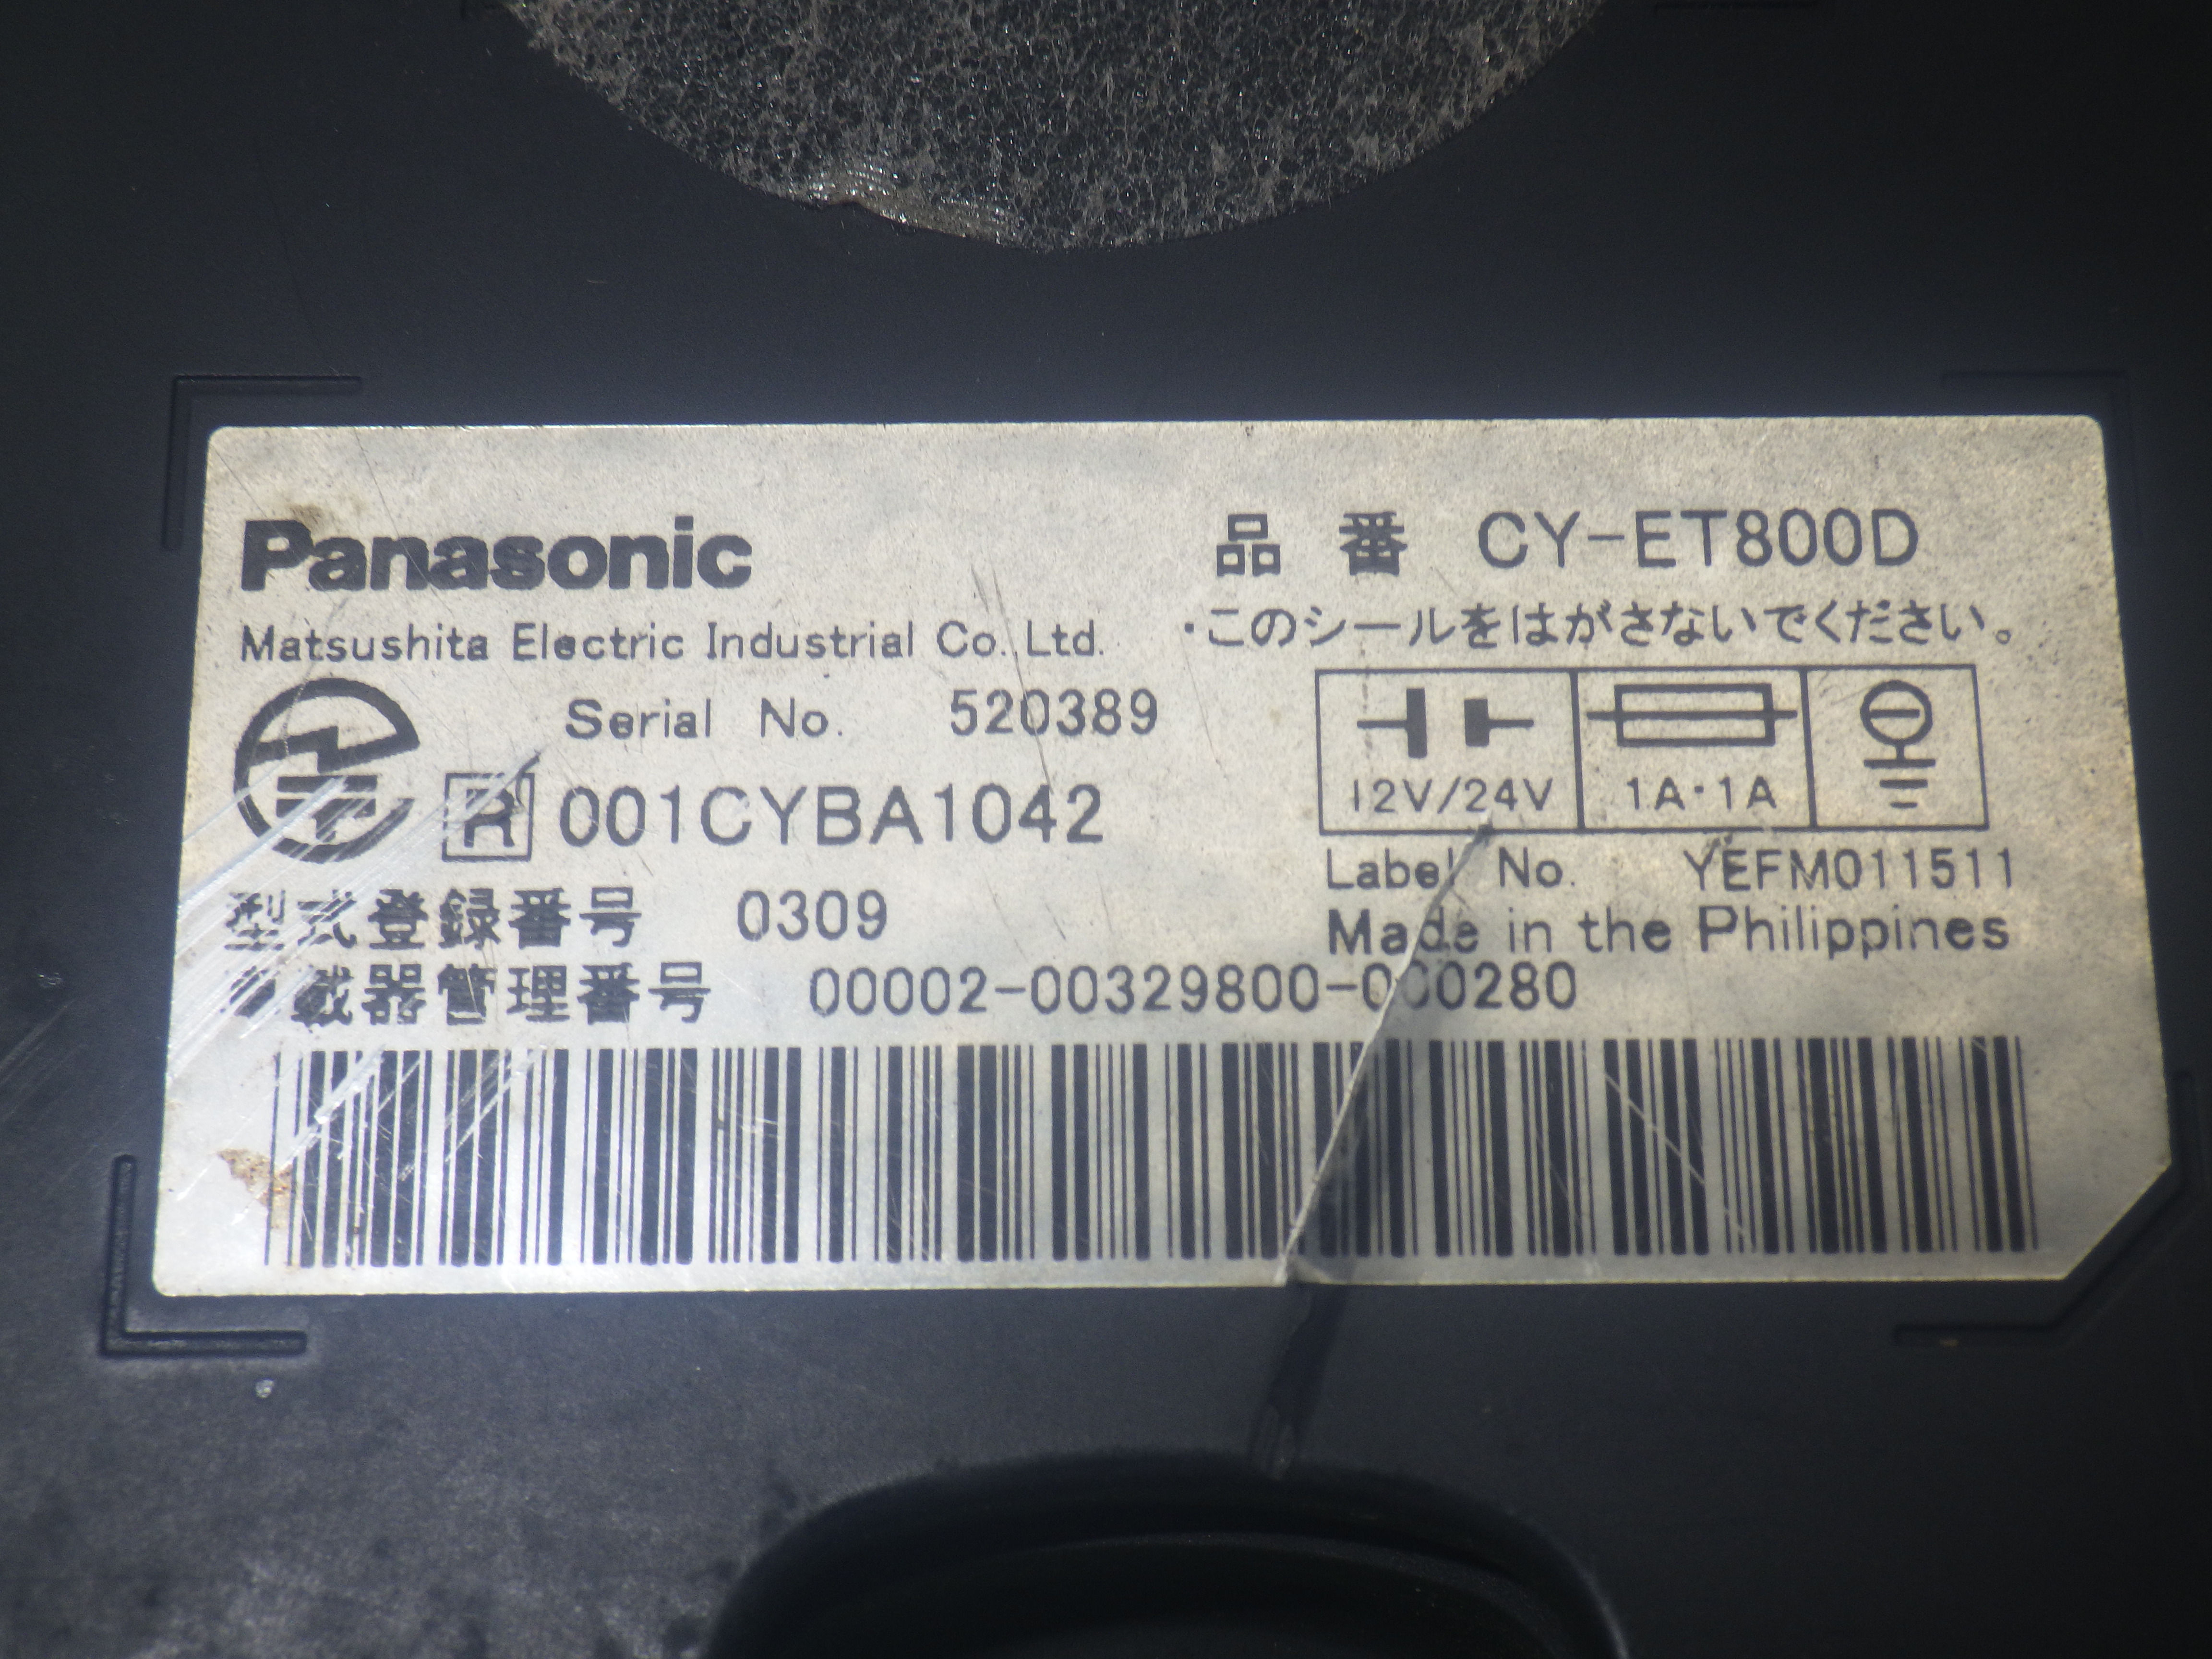 Panasonic
品番 CY-ET800D
Matsushita Electric Industrial Co.,Ltd.
・このシールをはがさないでください。
Serial No. 520389
12V/24V 1A・1A
R 001CYBA1042
Label No. YEFM011511
型式登録番号 0309
Made in the Philippines
載器管理番号 00002-00329800-000280